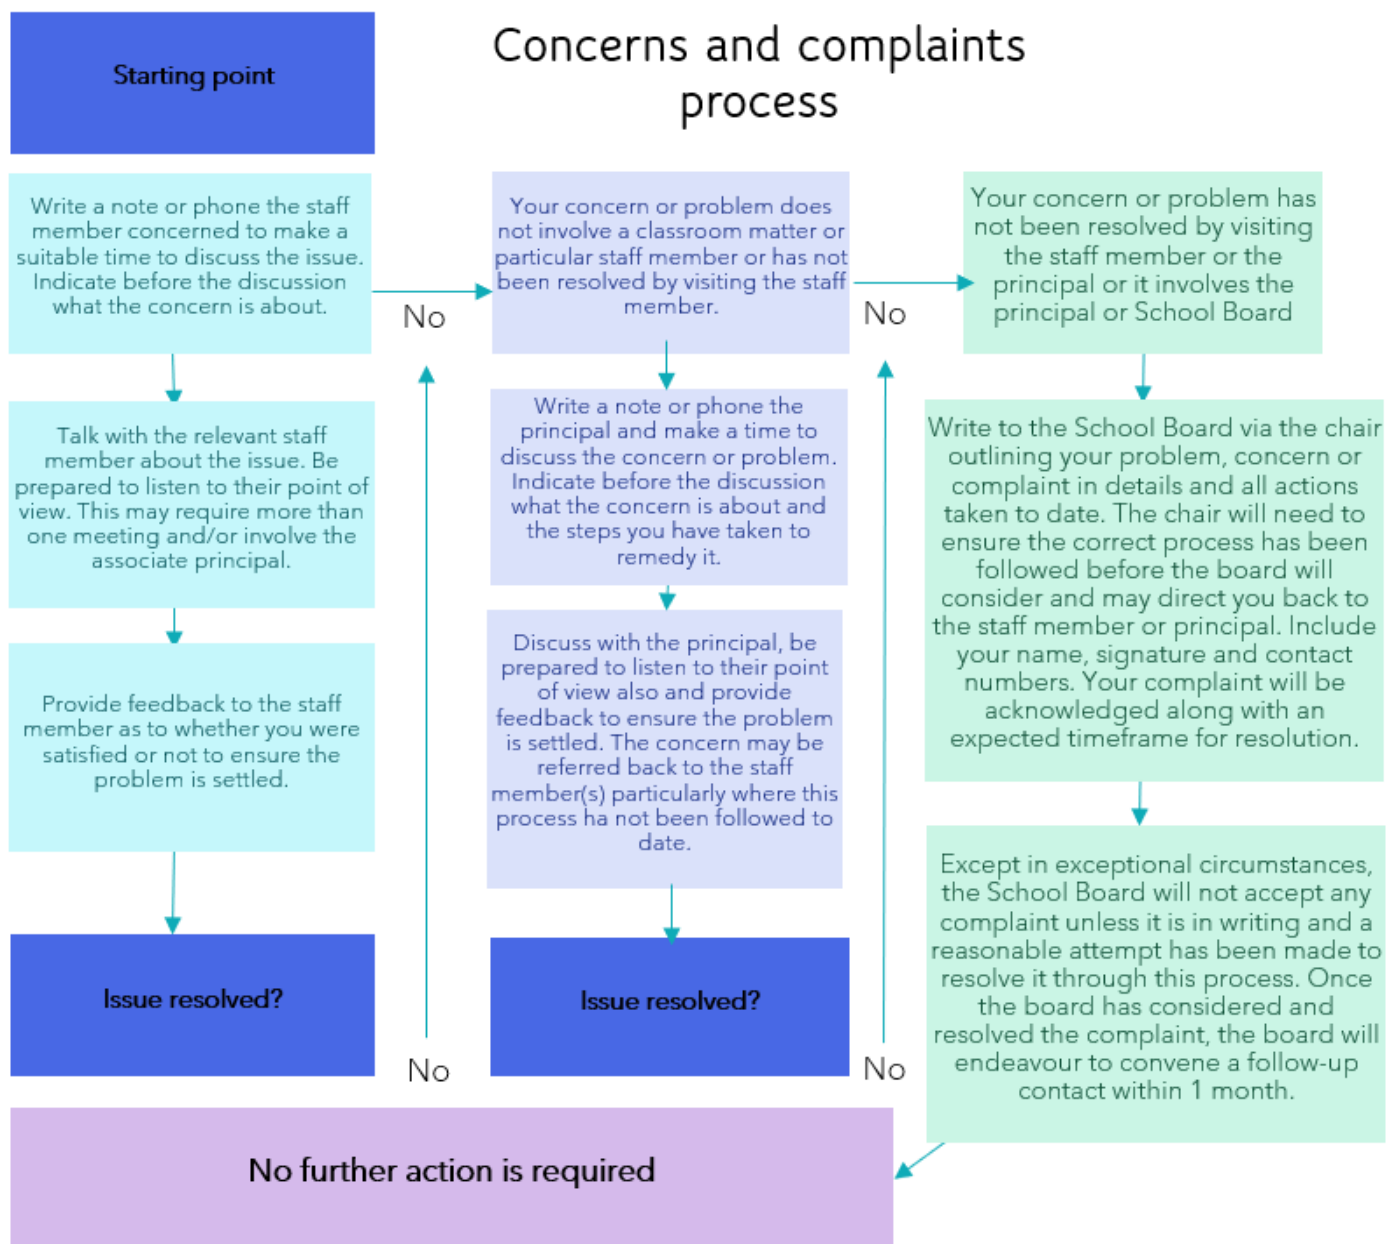 Starting point
Concerns and complaints
process
Write a note or phone the staff
member concerned to make a
suitable time to discuss the issue.
Indicate before the discussion
what the concern is about.
No
Talk with the relevant staff
member about the issue. Be
prepared to listen to their point of
view. This may require more than
one meeting and/or involve the
associate principal.
Provide feedback to the staff
member as to whether you were
satisfied or not to ensure the
problem is settled.
Issue resolved?
No
Your concern or problem does
not involve a classroom matter or
particular staff member or has not
been resolved by visiting the staff
member.
No
Write a note or phone the
principal and make a time to
discuss the concern or problem.
Indicate before the discussion
what the concern is about and
the steps you have taken to
remedy it.
Discuss with the principal, be
prepared to listen to their point
of view also and provide
feedback to ensure the problem
is settled. The concern may be
referred back to the staff
member(s) particularly where this
process ha not been followed to
date.
Issue resolved?
No
Your concern or problem has
not been resolved by visiting
the staff member or the
principal or it involves the
principal or School Board
Write to the School Board via the chair
outlining your problem, concern or
complaint in details and all actions
taken to date. The chair will need to
ensure the correct process has been
followed before the board will
consider and may direct you back to
the staff member or principal. Include
your name, signature and contact
numbers. Your complaint will be
acknowledged along with an
expected timeframe for resolution.
Except in exceptional circumstances,
the School Board will not accept any
complaint unless it is in writing and a
reasonable attempt has been made to
resolve it through this process. Once
the board has considered and
resolved the complaint, the board will
endeavour to convene a follow-up
contact within 1 month.
No further action is required